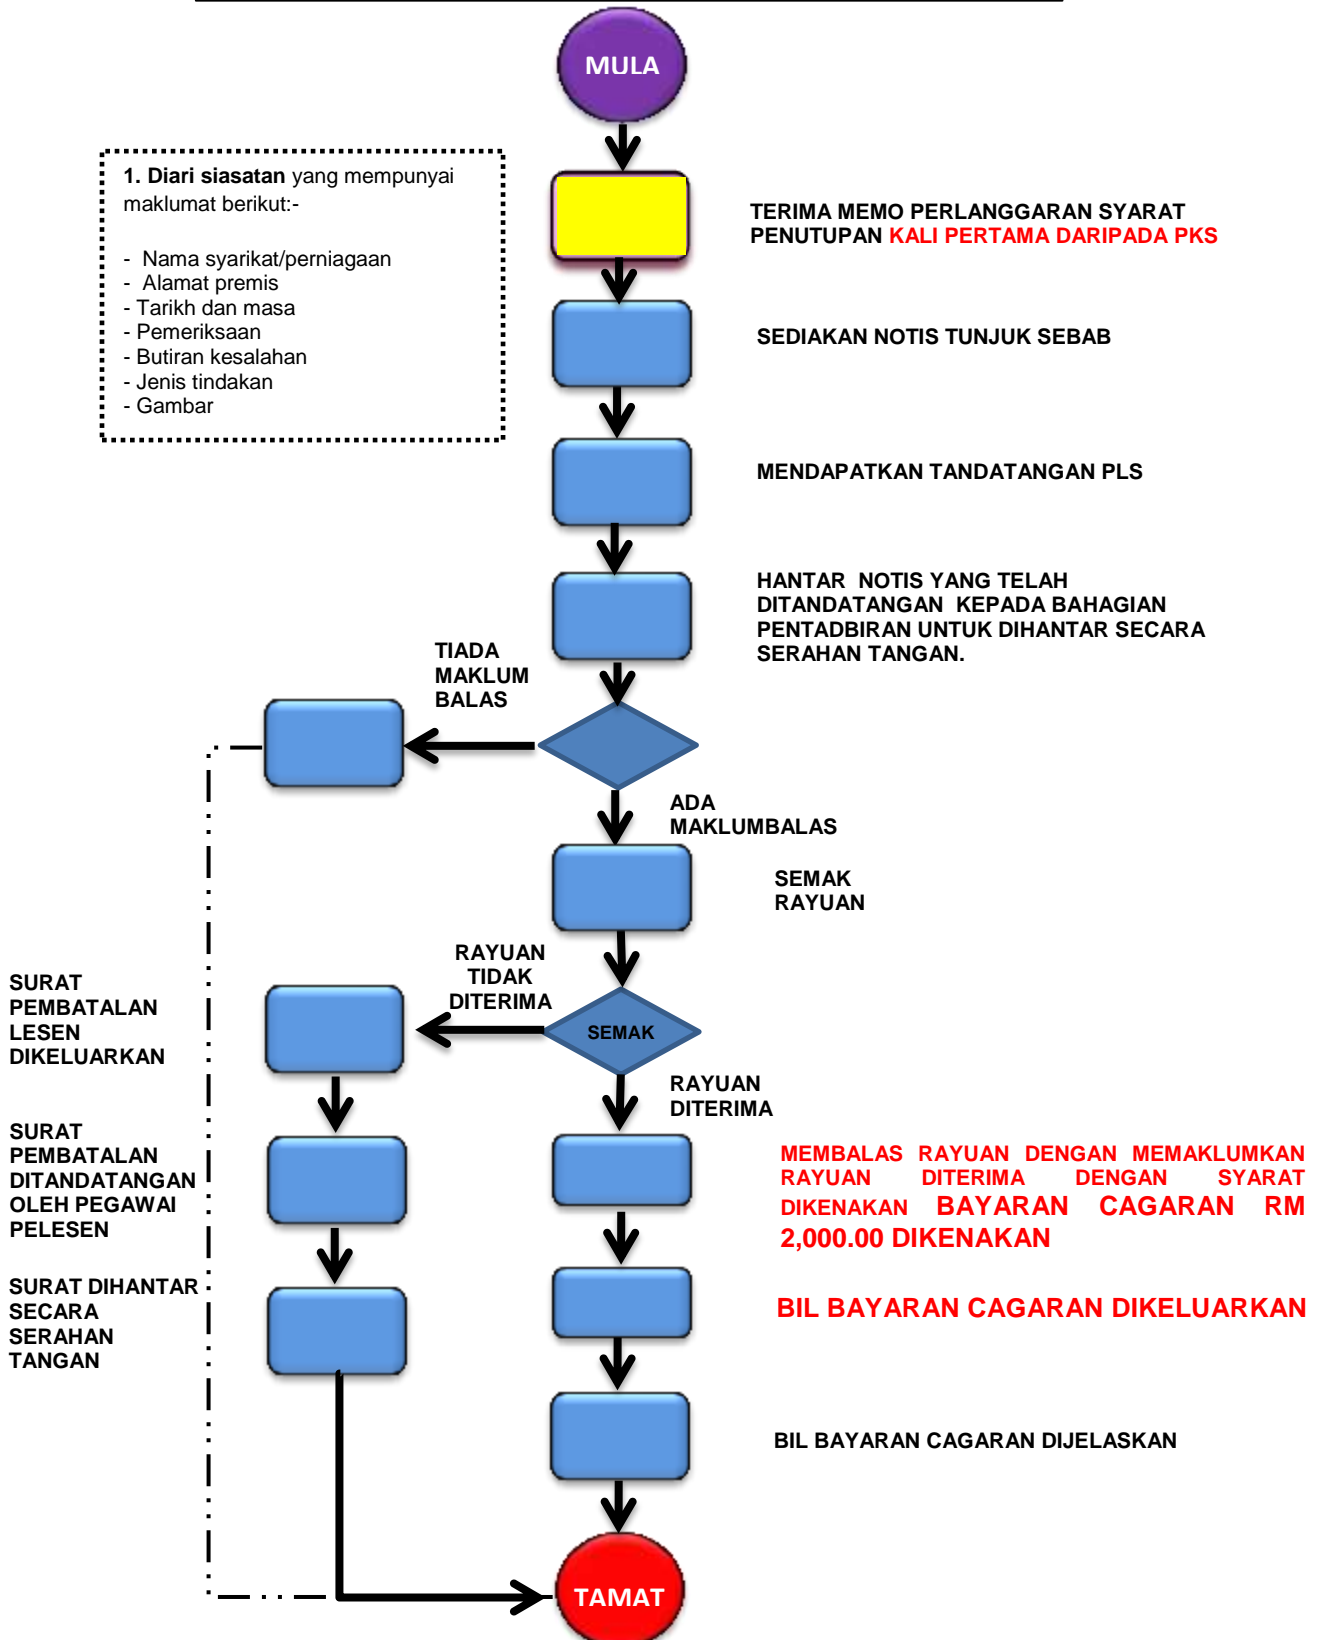 MULA
1. Diari siasatan yang mempunyai
maklumat berikut:-
- Nama syarikat/perniagaan
- Alamat premis
- Tarikh dan masa
- Pemeriksaan
- Butiran kesalahan
- Jenis tindakan
- Gambar
TERIMA MEMO PERLANGGARAN SYARAT
PENUTUPAN KALI PERTAMA DARIPADA PKS
SEDIAKAN NOTIS TUNJUK SEBAB
MENDAPATKAN TANDATANGAN PLS
HANTAR NOTIS YANG TELAH
DITANDATANGAN KEPADA BAHAGIAN
PENTADBIRAN UNTUK DIHANTAR SECARA
SERAHAN TANGAN.
TIADA
MAKLUM
BALAS
ADA
MAKLUMBALAS
SEMAK
RAYUAN
RAYUAN
TIDAK
DITERIMA
SEMAK
SURAT
PEMBATALAN
LESEN
DIKELUARKAN
RAYUAN
DITERIMA
SURAT
PEMBATALAN
DITANDATANGAN
OLEH PEGAWAI
PELESEN
MEMBALAS RAYUAN DENGAN MEMAKLUMKAN
RAYUAN DITERIMA DENGAN SYARAT
DIKENAKAN BAYARAN CAGARAN RM
2,000.00 DIKENAKAN
SURAT DIHANTAR
SECARA
SERAHAN
TANGAN
BIL BAYARAN CAGARAN DIKELUARKAN
BIL BAYARAN CAGARAN DIJELASKAN
TAMAT